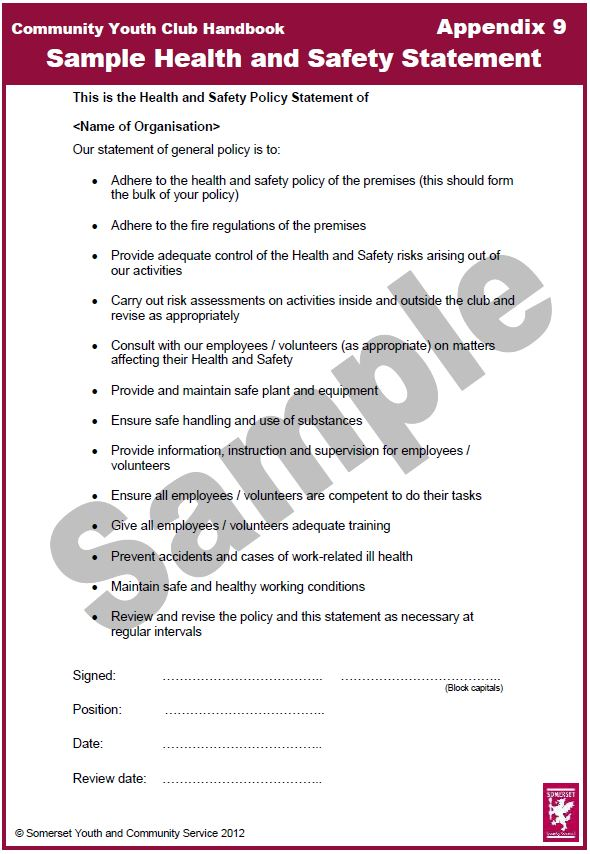 Community Youth Club Handbook Appendix 9
Sample Health and Safety Statement
This is the Health and Safety Policy Statement of
<Name of Organisation>
Our statement of general policy is to:
• Adhere to the health and safety policy of the premises (this should form
the bulk of your policy)
• Adhere to the fire regulations of the premises
• Provide adequate control of the Health and Safety risks arising out of
our activities
• Carry out risk assessments on activities inside and outside the club and
revise as appropriately
• Consult with our employees / volunteers (as appropriate) on matters
affecting their Health and Safety
• Provide and maintain safe plant and equipment
• Ensure safe handling and use of substances
• Provide information, instruction and supervision for employees /
volunteers
• Ensure all employees / volunteers are competent to do their tasks
• Give all employees / volunteers adequate training
• Prevent accidents and cases of work-related ill health
• Maintain safe and healthy working conditions
• Review and revise the policy and this statement as necessary at
regular intervals
Sample
Signed: ………………………………. ……………………………….
(Block capitals)
Position: ……………………………….
Date: ……………………………….
Review date: ……………………………….
SOMERSET
County Council
© Somerset Youth and Community Service 2012